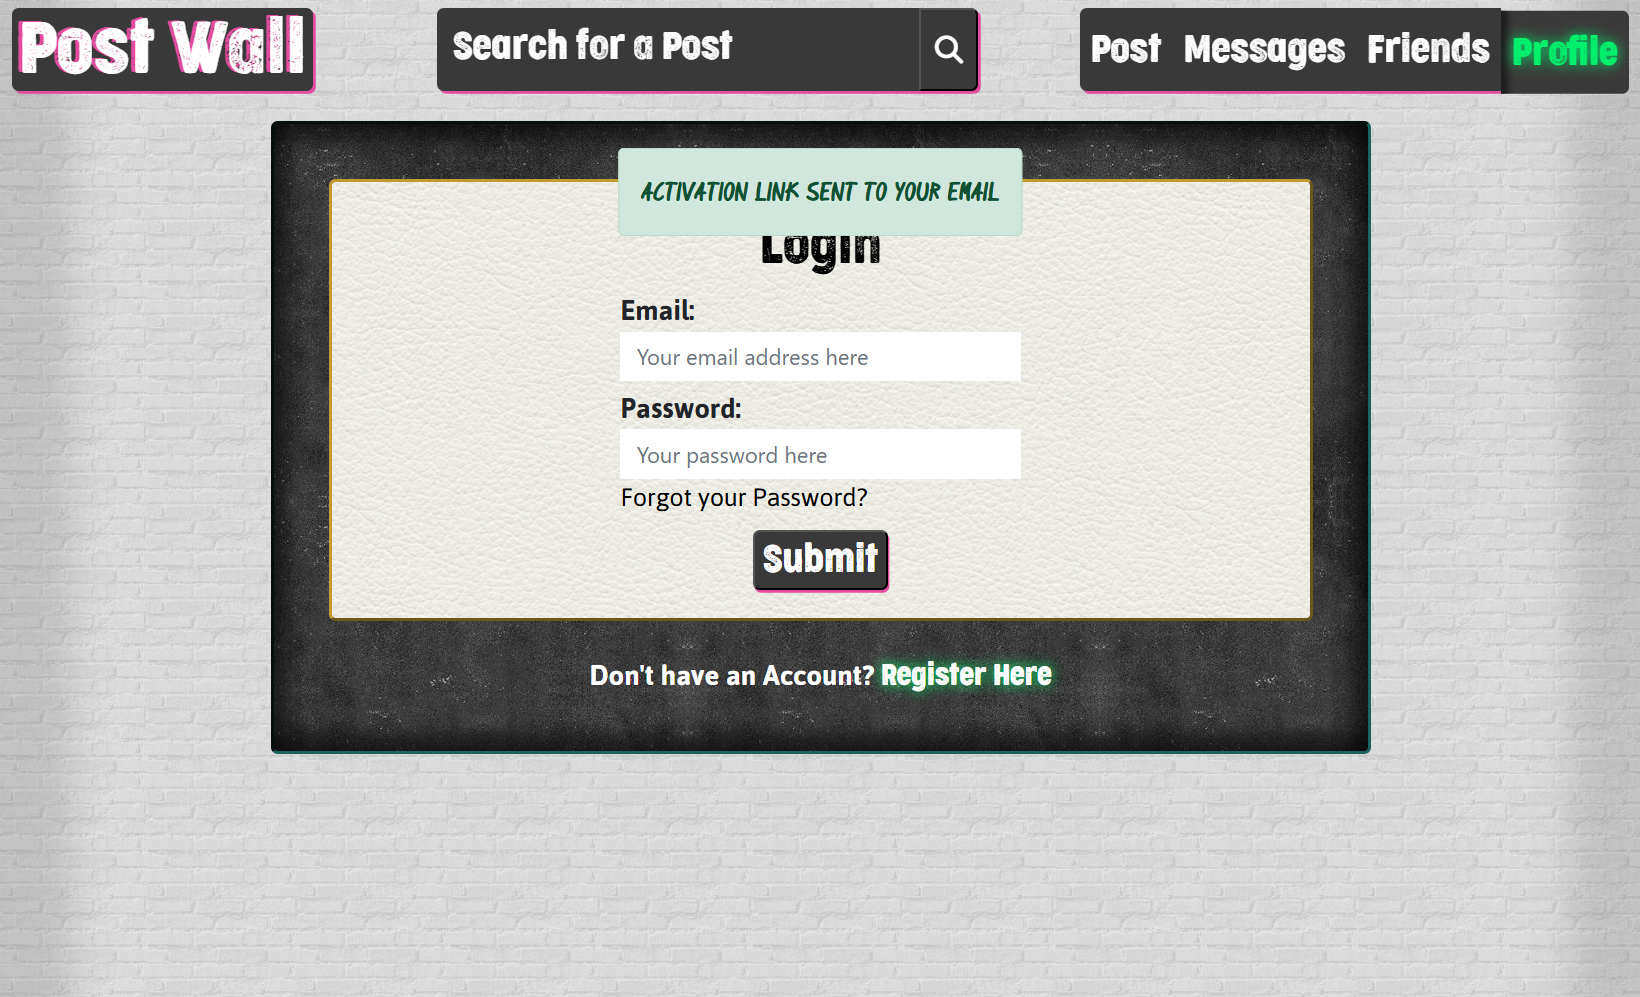 Post Wall
Search for a Post
Post Messages Friends Profile
ACTIVATION LINK SENT TO YOUR EMAIL
Login
Email:
Your email address here
Password:
Your password here
Forgot your Password?
Submit
Don't have an Account? Register Here